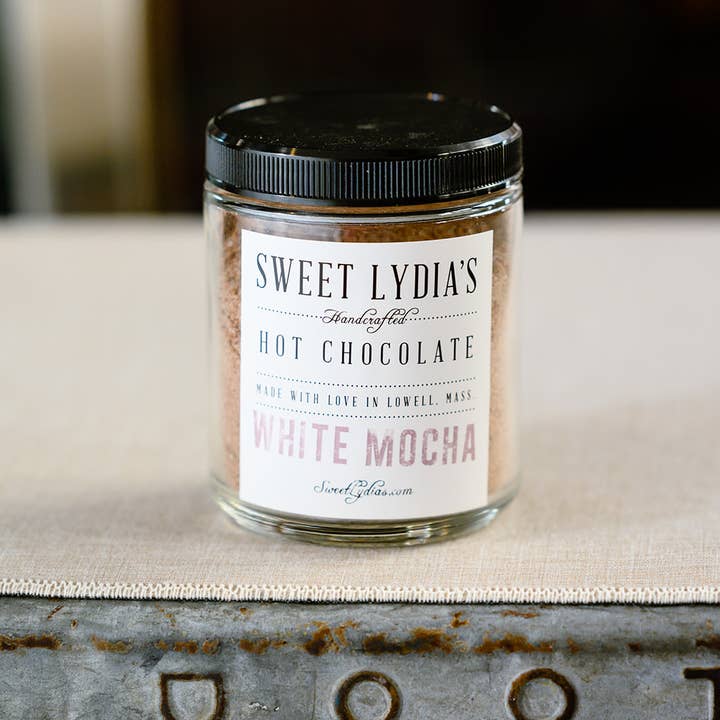 SWEET LYDIA'S
Handcrafted
HOT CHOCOLATE
MADE WITH LOVE IN LOWELL, MASS.
WHITE MOCHA
SweetLydias.com